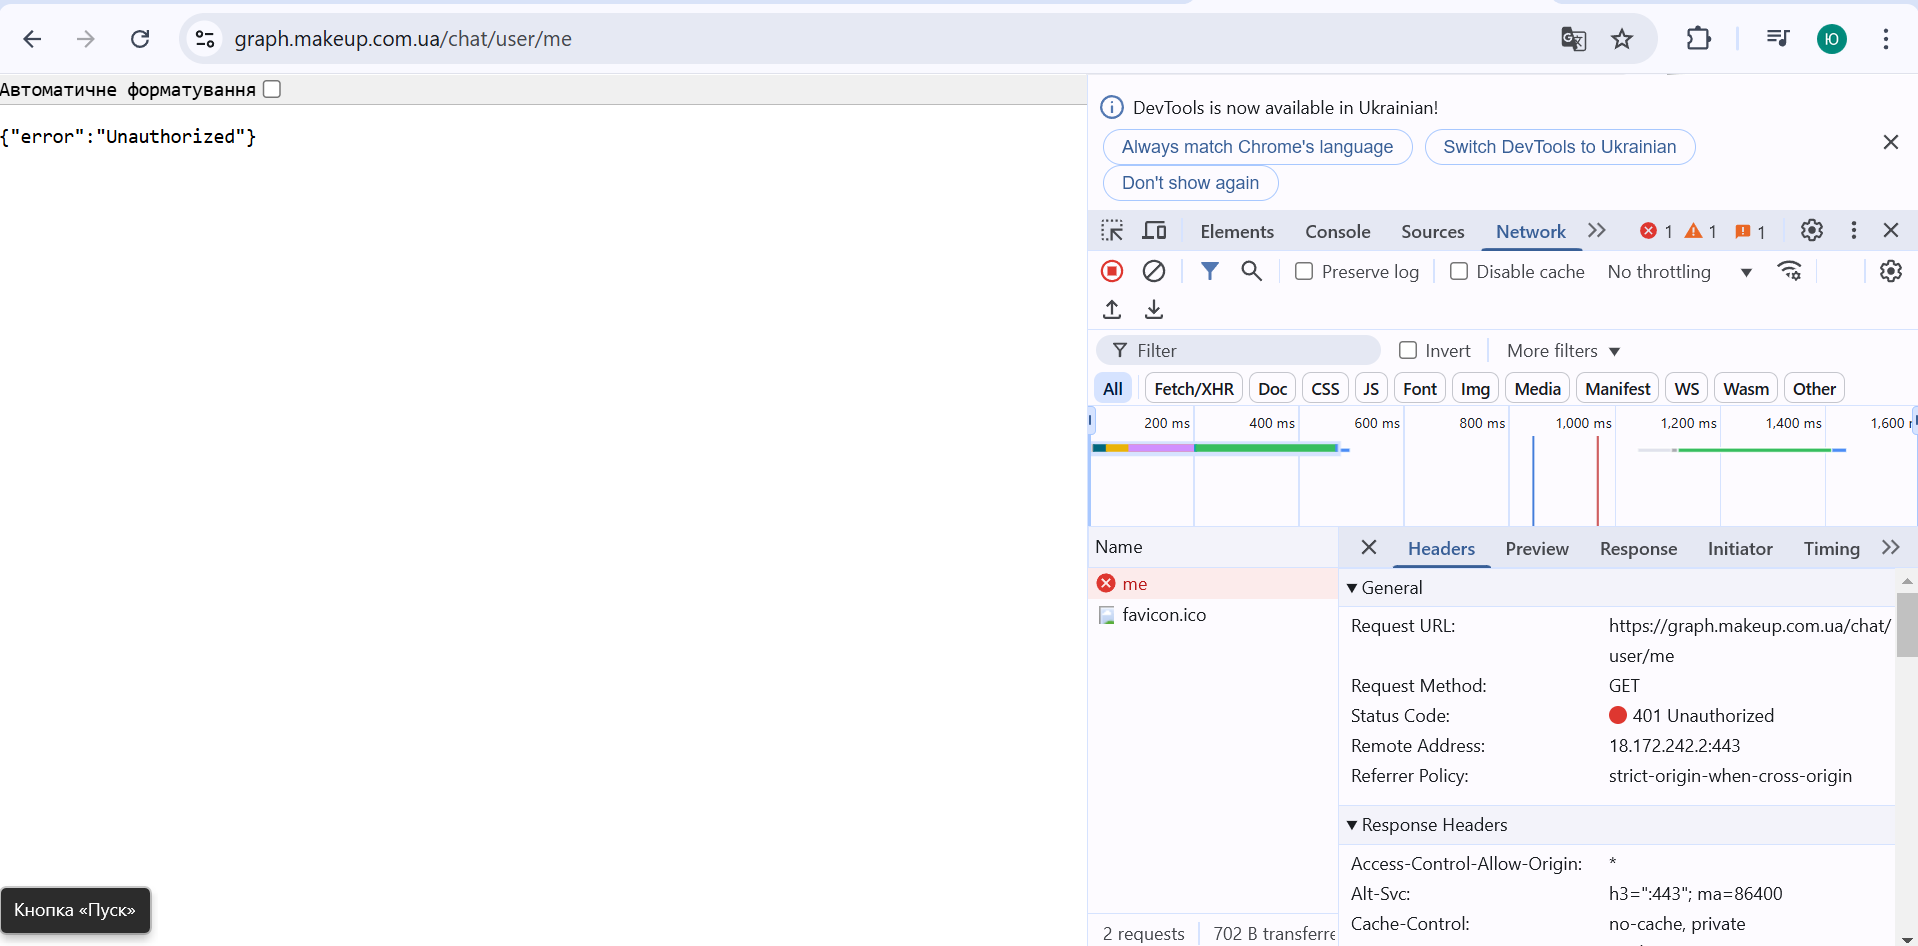 graph.makeup.com.ua/chat/user/me
Ю
Автоматичне форматування
{"error":"Unauthorized"}
DevTools is now available in Ukrainian!
Always match Chrome's language
Switch DevTools to Ukrainian
Don't show again
Elements Console Sources Network 1 1 1
Preserve log Disable cache No throttling
Filter Invert More filters
All Fetch/XHR Doc CSS JS Font Img Media Manifest WS Wasm Other
200 ms 400 ms 600 ms 800 ms 1,000 ms 1,200 ms 1,400 ms 1,600
Name
Headers Preview Response Initiator Timing
me
favicon.ico
General
Request URL: https://graph.makeup.com.ua/chat/
user/me
Request Method: GET
Status Code: 401 Unauthorized
Remote Address: 18.172.242.2:443
Referrer Policy: strict-origin-when-cross-origin
Response Headers
Access-Control-Allow-Origin: *
Alt-Svc: h3=":443"; ma=86400
Cache-Control: no-cache, private
Кнопка «Пуск»
2 requests 702 B transferre